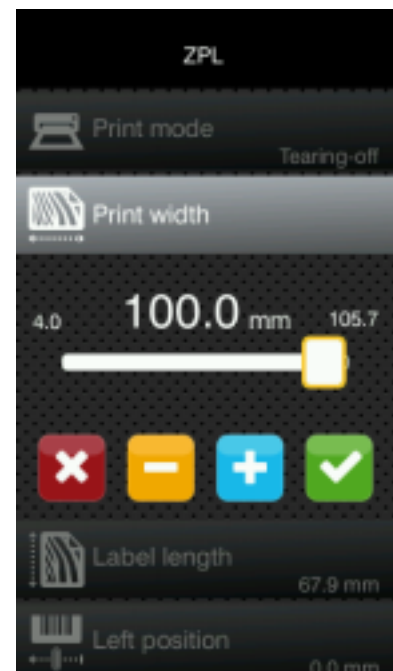 ZPL
Print mode
Tearing-off
Print width
4.0 100.0 mm 105.7
Label length
67.9 mm
Left position
0.0 mm